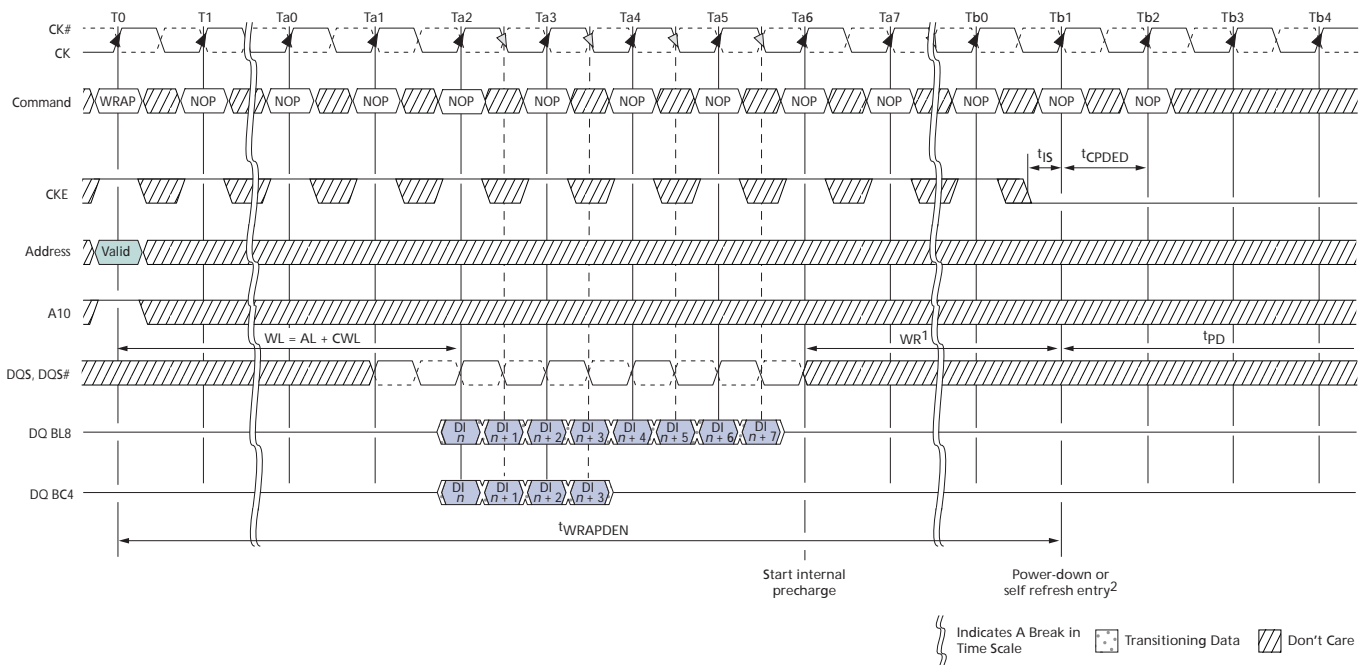 T0 T1 Ta0 Ta1 Ta2 Ta3 Ta4 Ta5 Ta6 Ta7 Tb0 Tb1 Tb2 Tb3 Tb4
CK#
CK
Command WRAP NOP NOP NOP NOP NOP NOP NOP NOP NOP NOP NOP NOP
tIS tCPDED
CKE
Address Valid
A10
WL = AL + CWL WR1 tPD
DQS, DQS#
DQ BL8 DI n DI n + 1 DI n + 2 DI n + 3 DI n + 4 DI n + 5 DI n + 6 DI n + 7
DQ BC4 DI n DI n + 1 DI n + 2 DI n + 3
tWRAPDEN
Start internal
precharge
Power-down or
self refresh entry2
Indicates A Break in
Time Scale
Transitioning Data
Don't Care